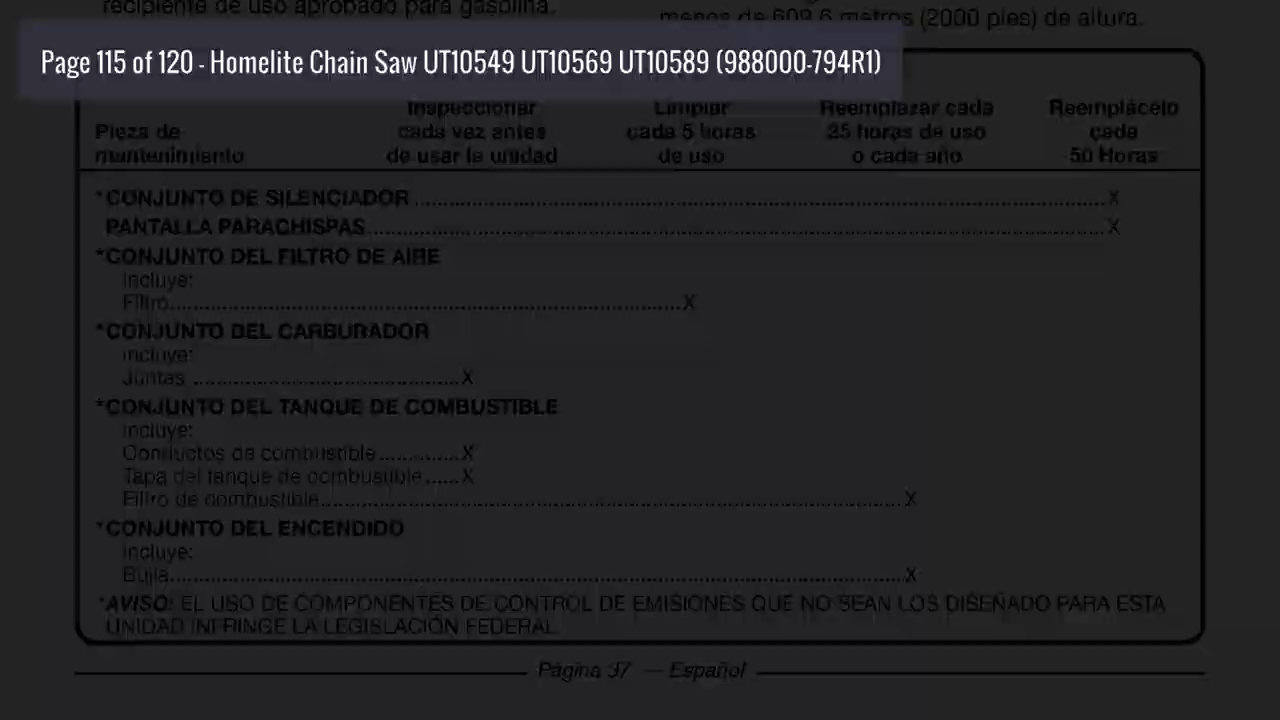 recipiente de uso aprobado para gasolina.
menos de 609,6 metros (2000 pies) de altura.
Page 115 of 120 - Homelite Chain Saw UT10549 UT10569 UT10589 (988000-794R1)
Pieza de mantenimiento
Inspeccionar cada vez antes de usar la unidad
Limpiar cada 5 horas de uso
Reemplazar cada 25 horas de uso o cada año
Reemplácelo cada 50 Horas
*CONJUNTO DE SILENCIADOR ........ X
PANTALLA PARACHISPAS ........ X
*CONJUNTO DEL FILTRO DE AIRE
Incluye:
Filtro ........ X
*CONJUNTO DEL CARBURADOR
Incluye:
Juntas ........ X
*CONJUNTO DEL TANQUE DE COMBUSTIBLE
Incluye:
Conductos de combustible ........ X
Tapa del tanque de combustible ...... X
Filtro de combustible ........ X
*CONJUNTO DEL ENCENDIDO
Incluye:
Bujía ........ X
*AVISO: EL USO DE COMPONENTES DE CONTROL DE EMISIONES QUE NO SEAN LOS DISEÑADO PARA ESTA
UNIDAD INFRINGE LA LEGISLACIÓN FEDERAL.
Página 37 — Español